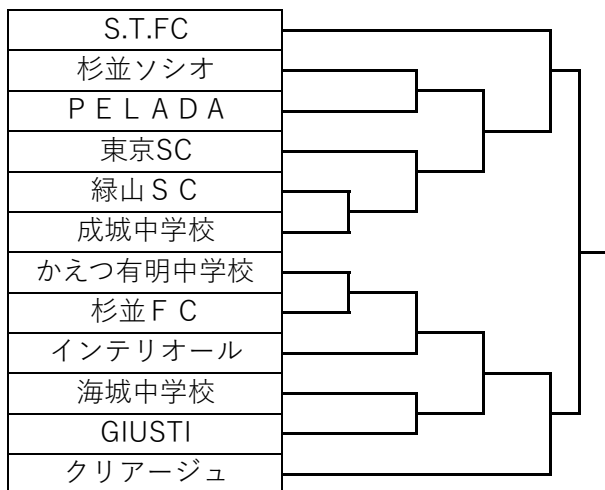 S.T.FC
杉並ソシオ
ＰＥＬＡＤＡ
東京SC
緑山ＳＣ
成城中学校
かえつ有明中学校
杉並ＦＣ
インテリオール
海城中学校
GIUSTI
クリアージュ